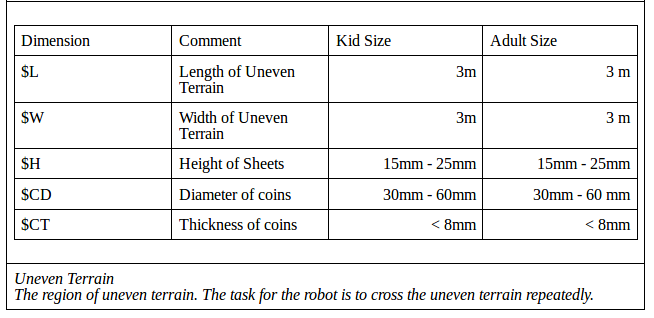 Dimension Comment Kid Size Adult Size
$L Length of Uneven 3m 3 m
Terrain
$W Width of Uneven 3m 3 m
Terrain
$H Height of Sheets 15mm - 25mm 15mm - 25mm
$CD Diameter of coins 30mm - 60mm 30mm - 60 mm
$CT Thickness of coins < 8mm < 8mm
Uneven Terrain
The region of uneven terrain. The task for the robot is to cross the uneven terrain repeatedly.